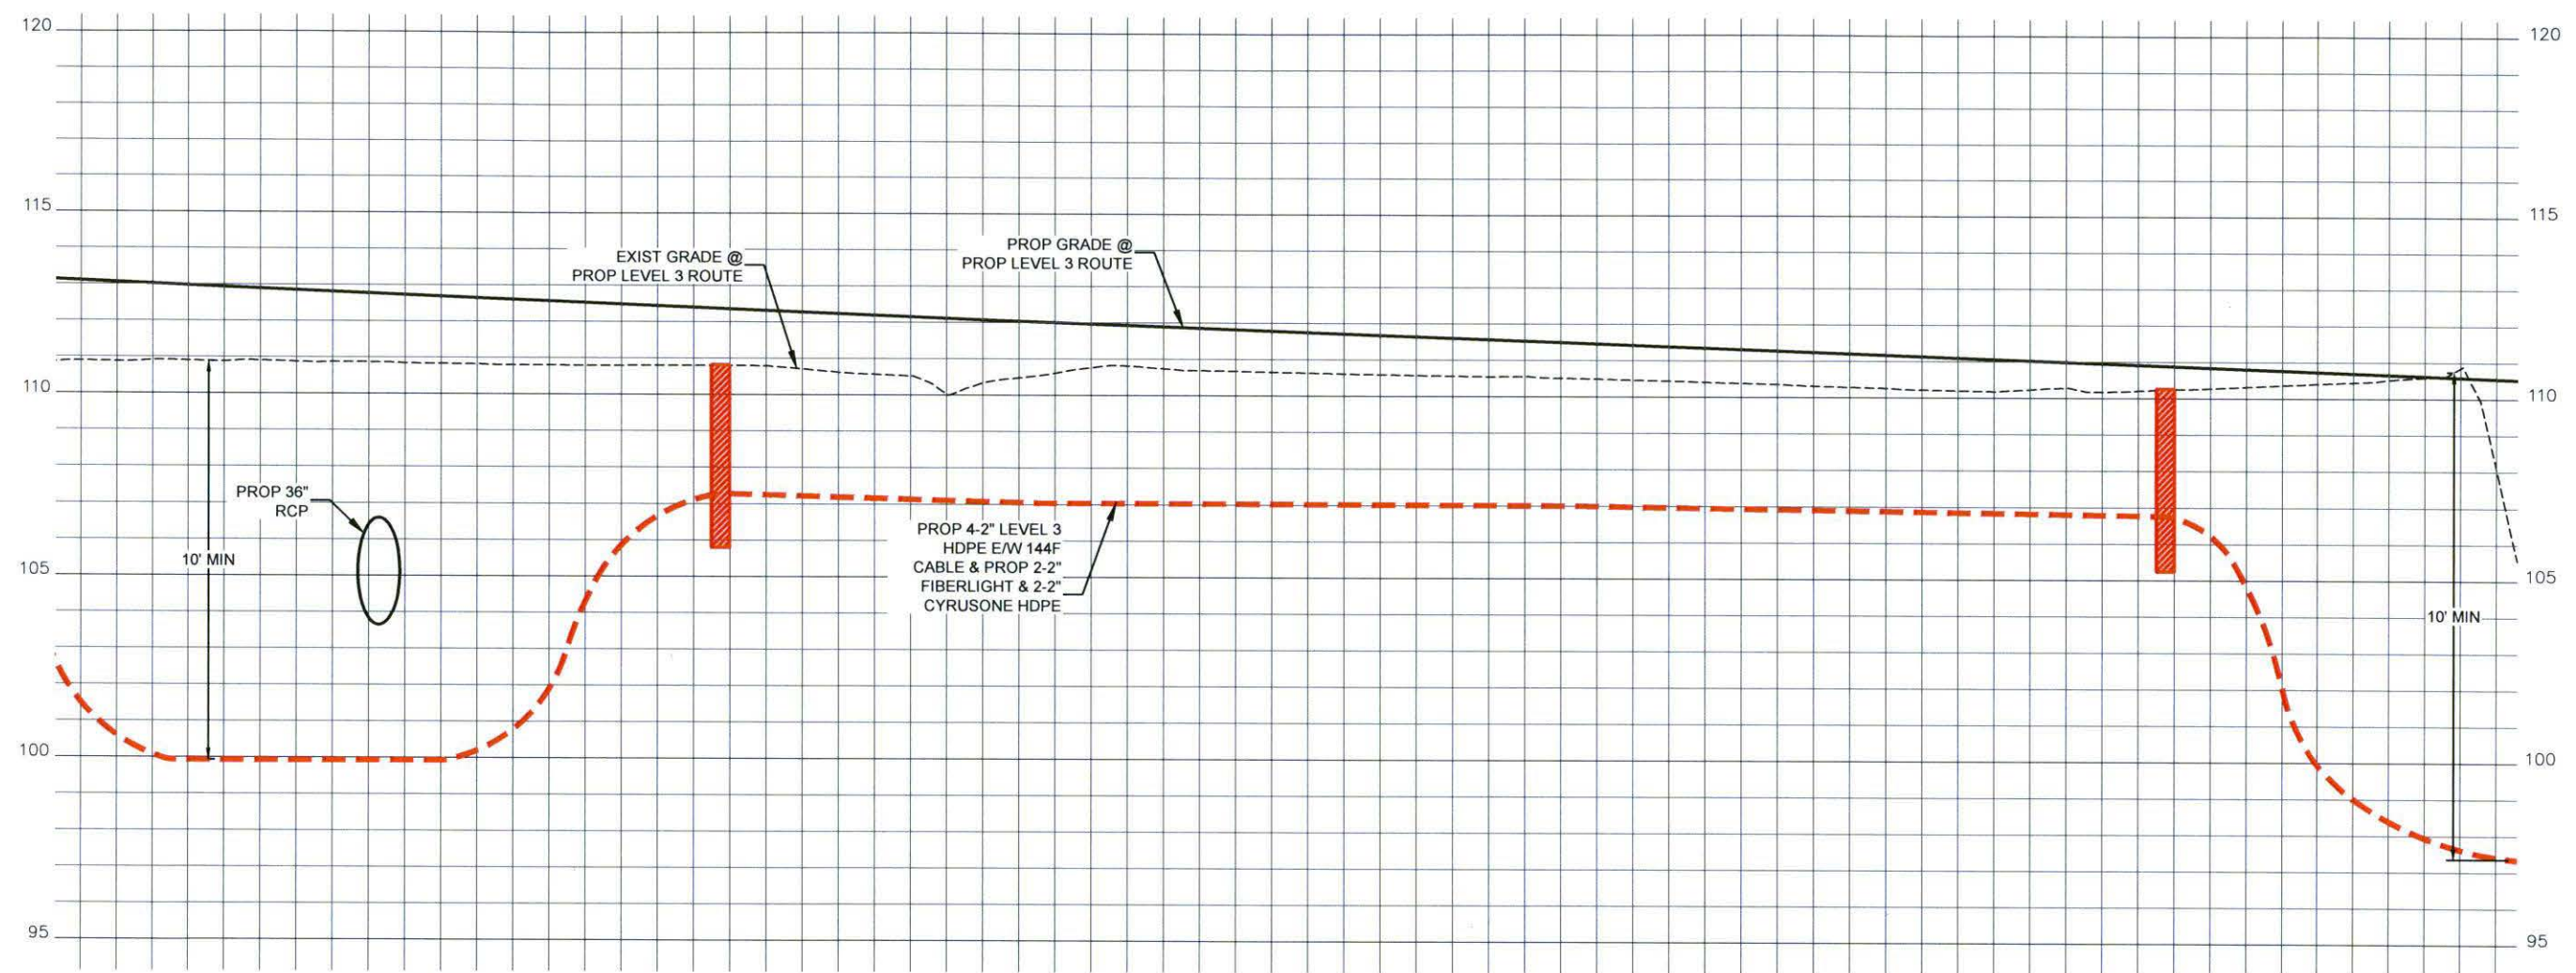 120
120
115
115
EXIST GRADE @
PROP LEVEL 3 ROUTE
PROP GRADE @
PROP LEVEL 3 ROUTE
110
110
PROP 36"
RCP
10' MIN
PROP 4-2" LEVEL 3
HDPE E/W 144F
CABLE & PROP 2-2"
FIBERLIGHT & 2-2"
CYRUSONE HDPE
105
105
10' MIN
100
100
95
95